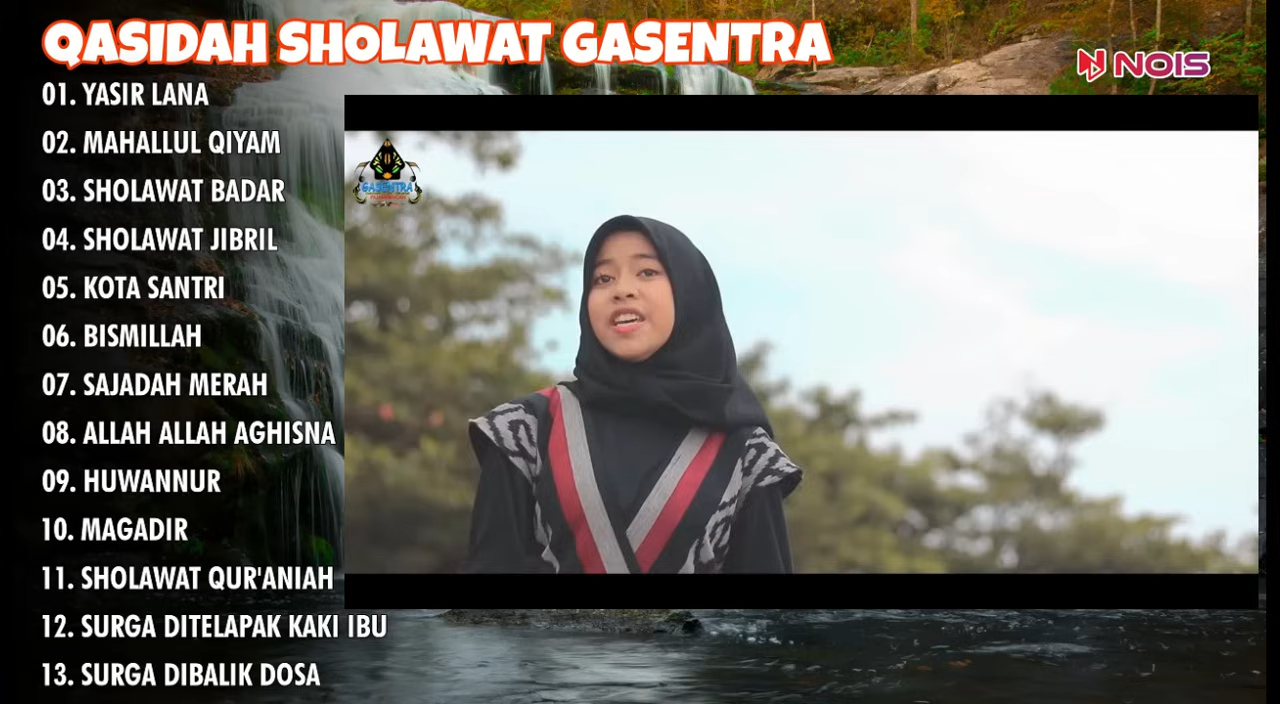 QASIDAH SHOLAWAT GASENTRA
NOIS
01. YASIR LANA
02. MAHALLUL QIYAM
03. SHOLAWAT BADAR
04. SHOLAWAT JIBRIL
05. KOTA SANTRI
06. BISMILLAH
07. SAJADAH MERAH
08. ALLAH ALLAH AGHISNA
09. HUWANNUR
10. MAGADIR
11. SHOLAWAT QUR'ANIAH
12. SURGA DITELAPAK KAKI IBU
13. SURGA DIBALIK DOSA
GASENTRA